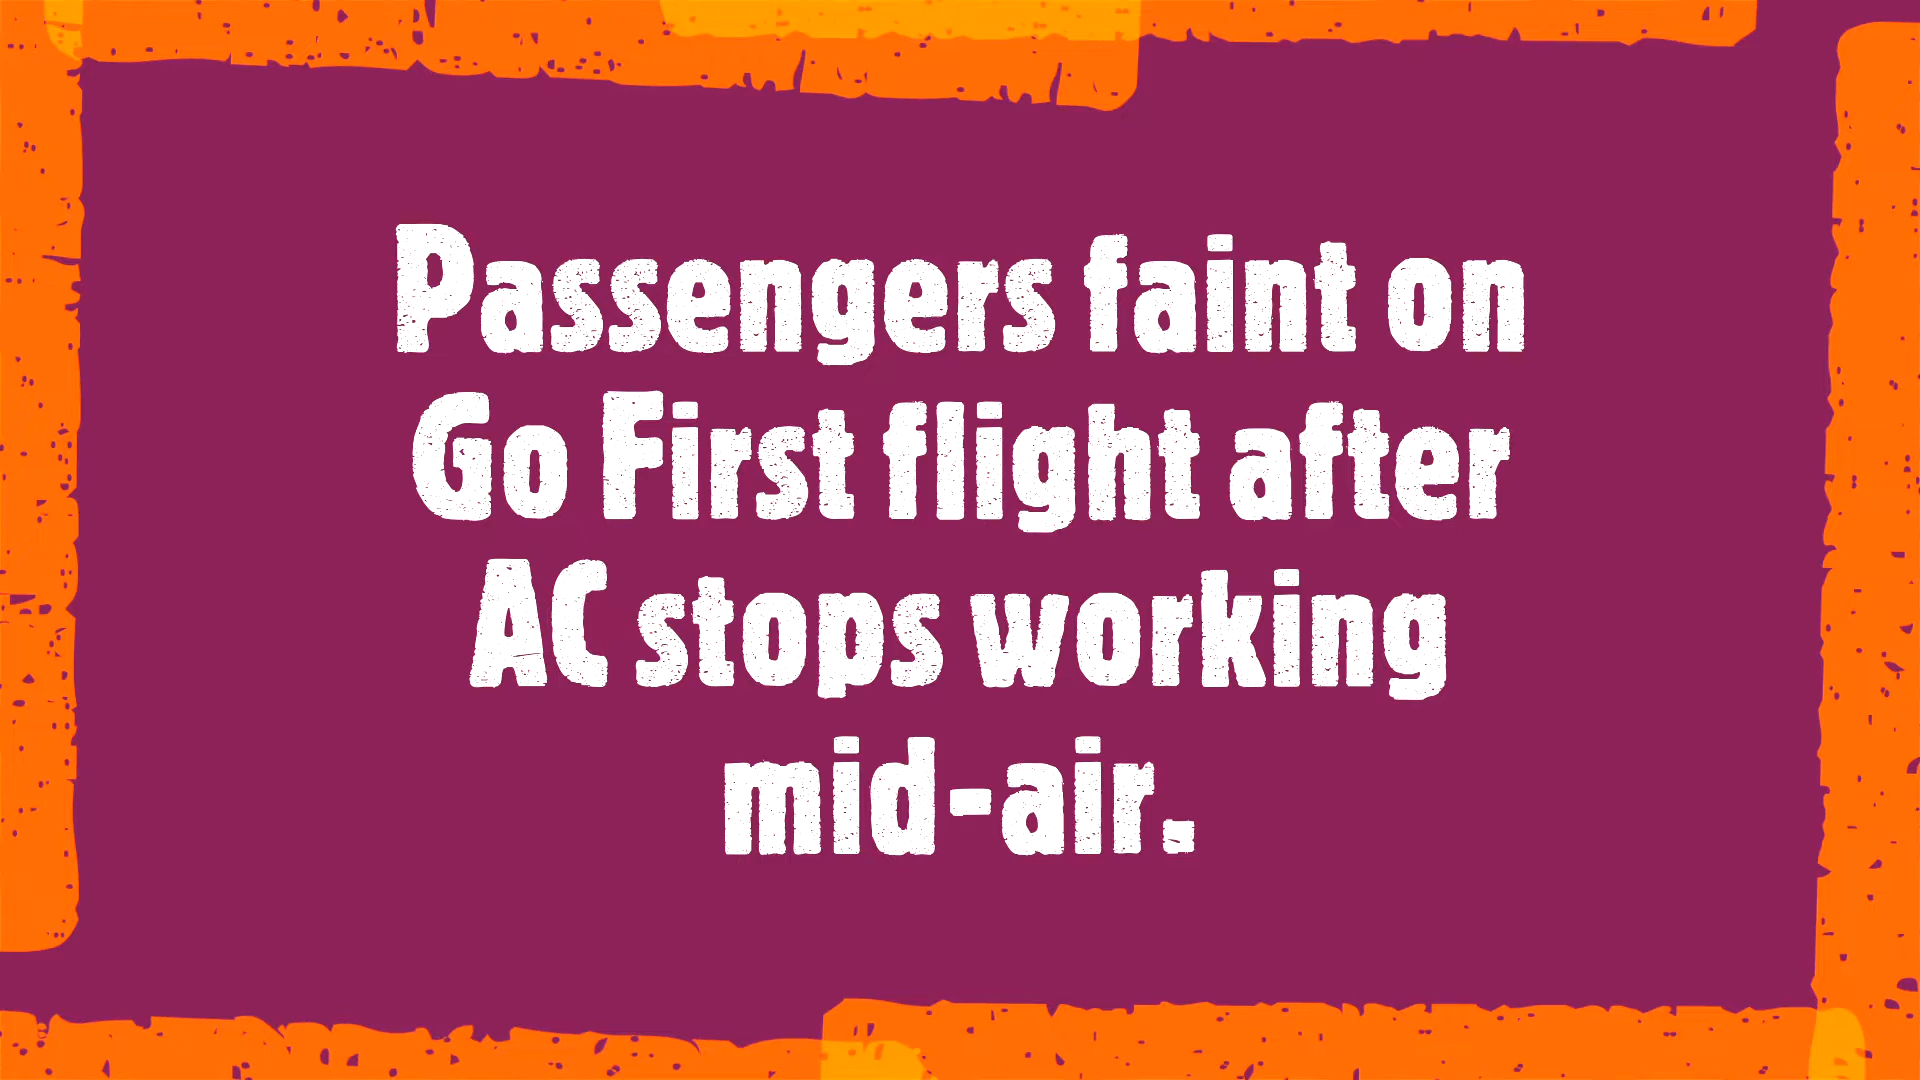 Passengers faint on
Go First flight after
AC stops working
mid-air.